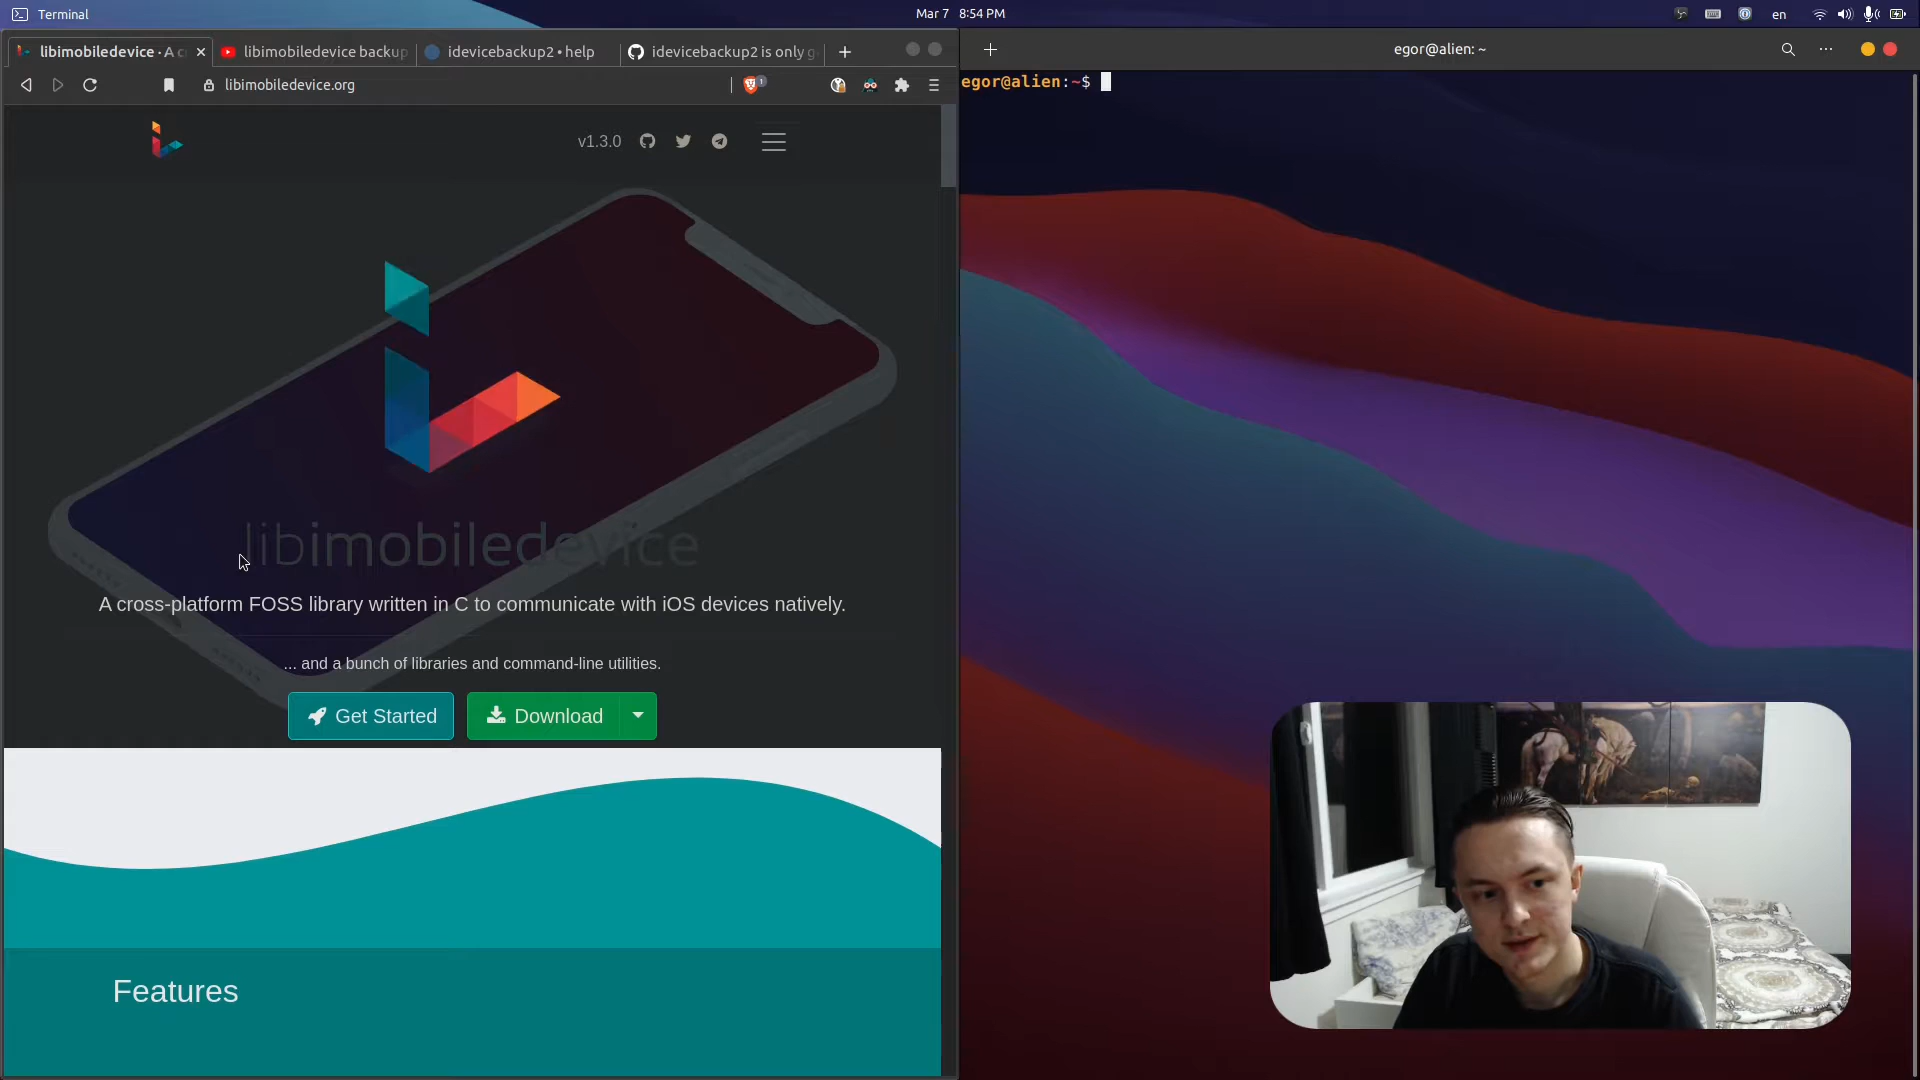 Terminal
Mar 7 8:54 PM
en
libimobiledevice · A c
libimobiledevice backup
idevicebackup2 • help
idevicebackup2 is only g
libimobiledevice.org
1
v1.3.0
libimobiledevice
A cross-platform FOSS library written in C to communicate with iOS devices natively.
... and a bunch of libraries and command-line utilities.
Get Started
Download
Features
egor@alien: ~
egor@alien:~$